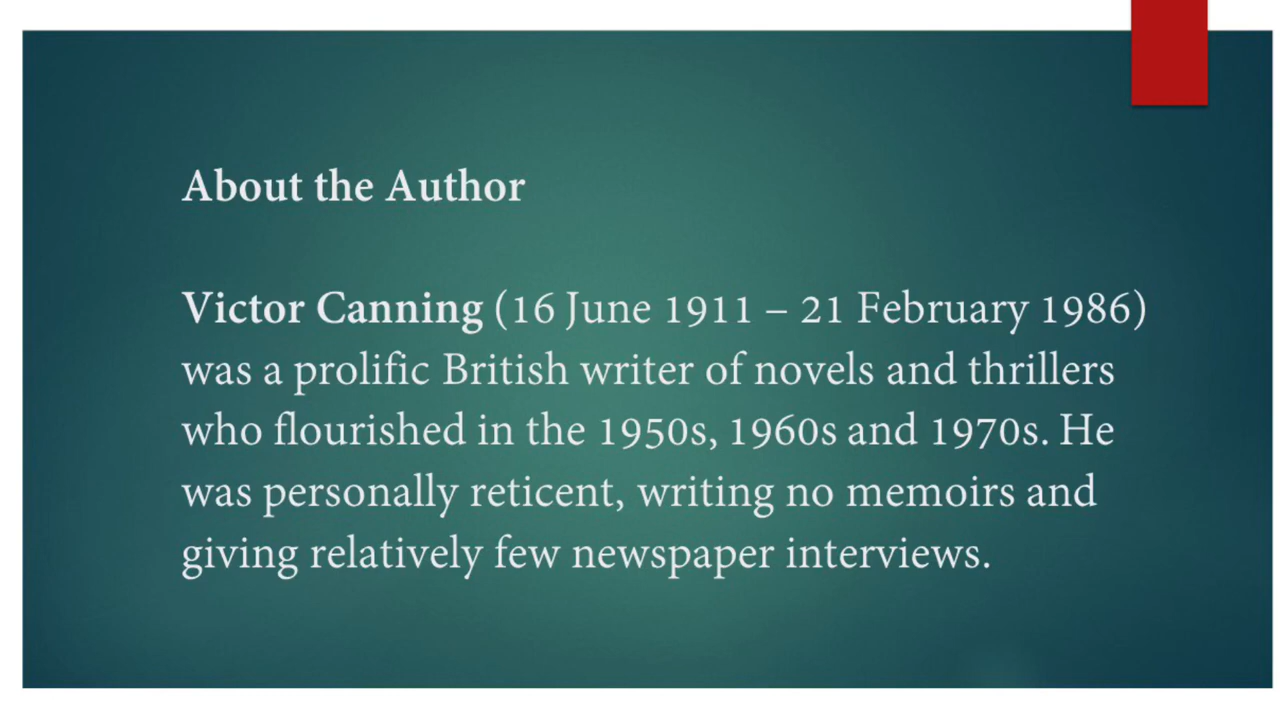 About the Author
Victor Canning (16 June 1911 – 21 February 1986)
was a prolific British writer of novels and thrillers
who flourished in the 1950s, 1960s and 1970s. He
was personally reticent, writing no memoirs and
giving relatively few newspaper interviews.